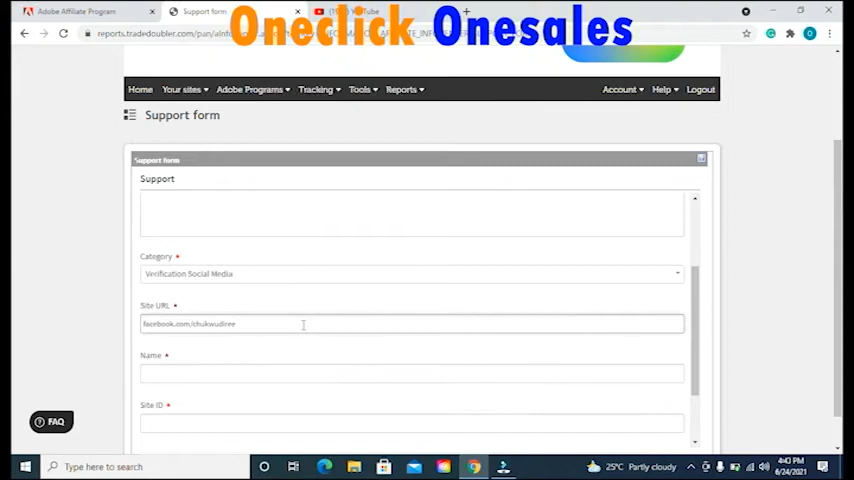 Adobe Affiliate Program
Support form
YouTube
Oneclick Onesales
Home Your sites Adobe Programs Tracking Tools Reports Account Help Logout
Support form
Support form
Support
Category *
Verification Social Media
Site URL *
facebook.com/chukwudiree
Name *
Site ID *
FAQ
Type here to search
25°C Partly cloudy
4:43 PM
6/24/2021